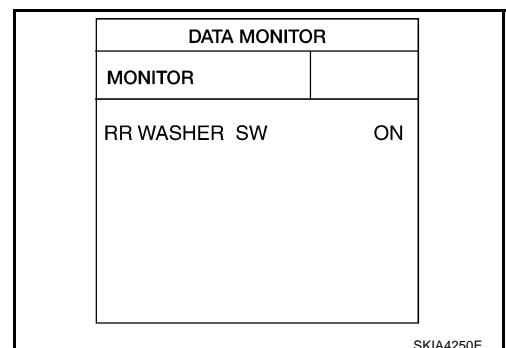 DATA MONITOR
MONITOR
RR WASHER SW ON
SKIA4250E